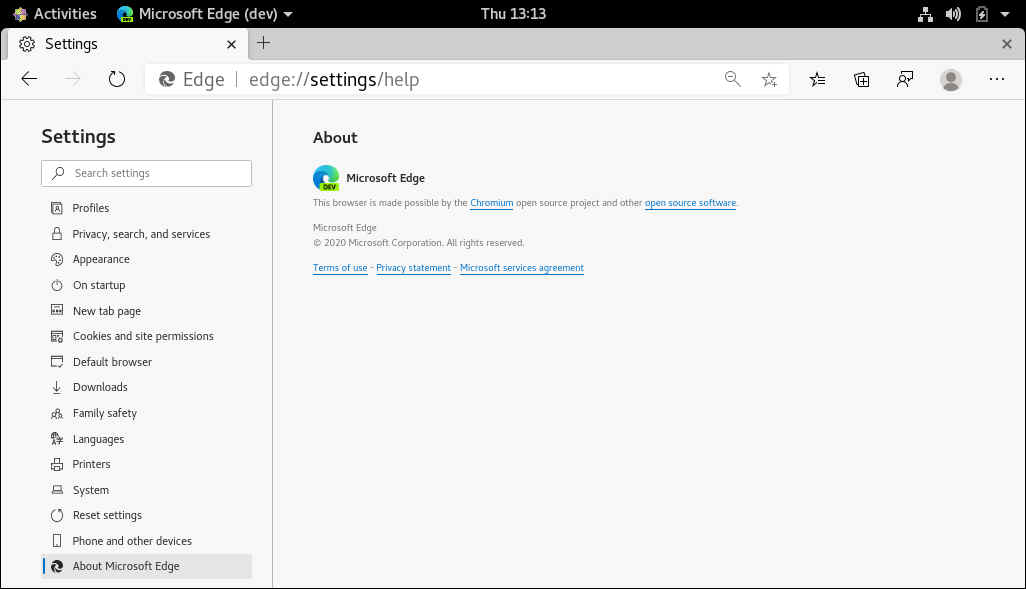 Activities
Microsoft Edge (dev)
Thu 13:13
Settings
Edge
edge://settings/help
Settings
Search settings
Profiles
Privacy, search, and services
Appearance
On startup
New tab page
Cookies and site permissions
Default browser
Downloads
Family safety
Languages
Printers
System
Reset settings
Phone and other devices
About Microsoft Edge
About
DEV
Microsoft Edge
This browser is made possible by the Chromium open source project and other open source software.
Microsoft Edge
© 2020 Microsoft Corporation. All rights reserved.
Terms of use - Privacy statement - Microsoft services agreement